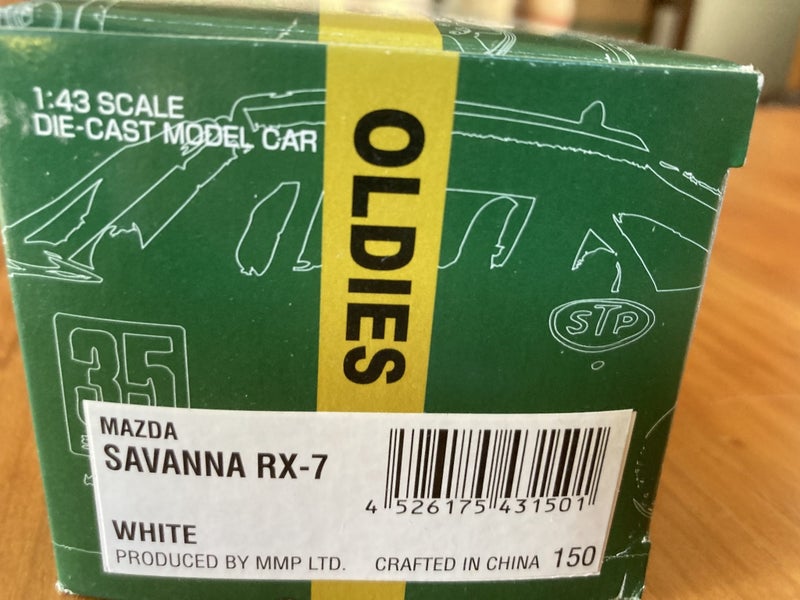 1:43 SCALE
DIE-CAST MODEL CAR
OLDIES
STP
35
MAZDA
SAVANNA RX-7
4 526175 431501
WHITE
PRODUCED BY MMP LTD. CRAFTED IN CHINA 150